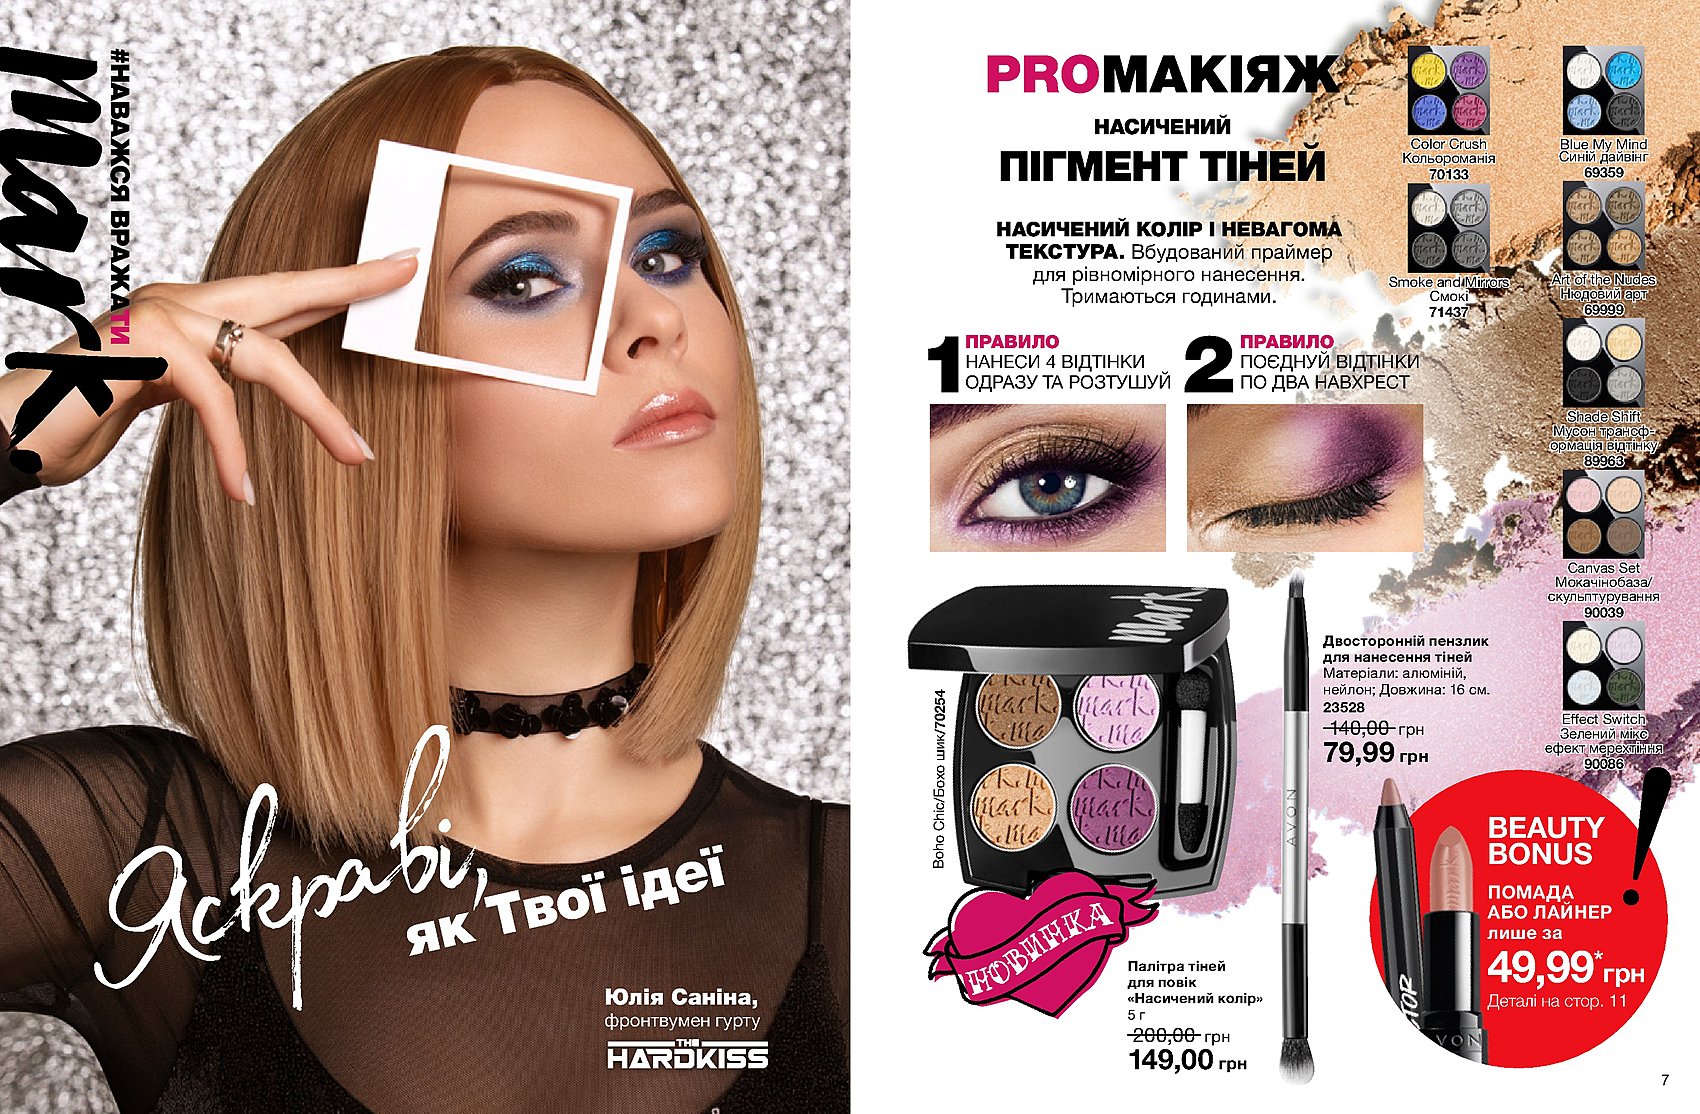 mark.
#НАВАЖСЯ ВРАЖАТИ
Яскраві,
як Твої ідеї
Юлія Саніна,
фронтвумен гурту
THE
HARDKISS
PROМАКІЯЖ
НАСИЧЕНИЙ
ПІГМЕНТ ТІНЕЙ
НАСИЧЕНИЙ КОЛІР І НЕВАГОМА
ТЕКСТУРА. Вбудований праймер
для рівномірного нанесення.
Тримаються годинами.
1 ПРАВИЛО
НАНЕСИ 4 ВІДТІНКИ
ОДРАЗУ ТА РОЗТУШУЙ
2 ПРАВИЛО
ПОЄДНУЙ ВІДТІНКИ
ПО ДВА НАВХРЕСТ
Color Crush
Кольороманія
70133
Blue My Mind
Синій дайвінг
69359
Smoke and Mirrors
Смокі
71437
Art of the Nudes
Нюдовий арт
69999
Shade Shift
Мусон трансф-
ормація відтінку
89963
Canvas Set
Мокачінобаза/
скульптурування
90039
Effect Switch
Зелений мікс
ефект мерехтіння
90086
mark.
Boho Chic/Бохо шик/70254
AVON
Двосторонній пензлик
для нанесення тіней
Матеріали: алюміній,
нейлон; Довжина: 16 см.
23528
140,00 грн
79,99 грн
НОВИНКА
Палітра тіней
для повік
«Насичений колір»
5 г
200,00 грн
149,00 грн
BEAUTY
BONUS
ПОМАДА
АБО ЛАЙНЕР
лише за
49,99* грн
Деталі на стор. 11
!
7